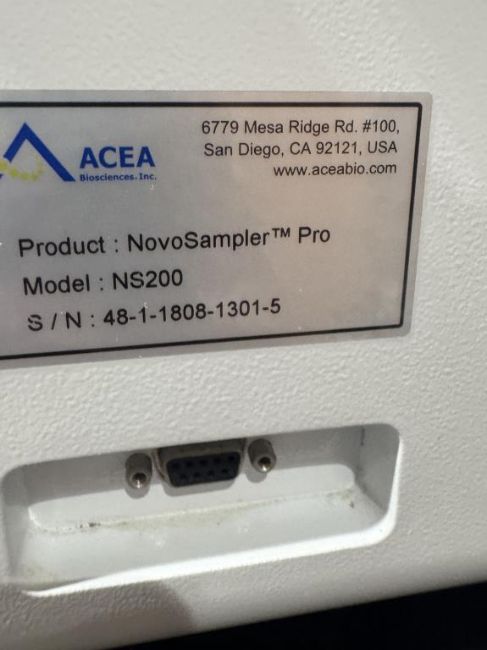 ACEA
Biosciences. Inc.
6779 Mesa Ridge Rd. #100,
San Diego, CA 92121, USA
www.aceabio.com
Product : NovoSampler™ Pro
Model : NS200
S / N : 48-1-1808-1301-5